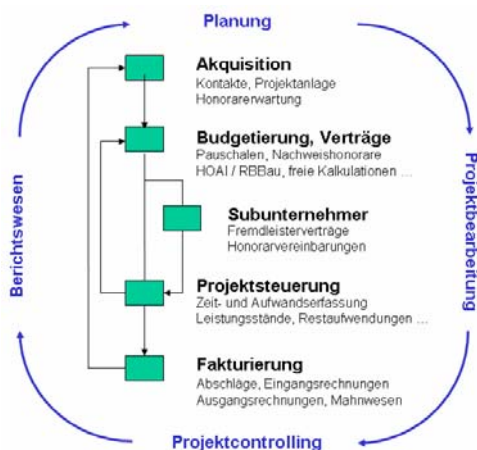 Planung
Akquisition
Kontakte, Projektanlage
Honorarerwartung
Budgetierung, Verträge
Pauschalen, Nachweishonorare
HOAI / RBBau, freie Kalkulationen ...
Subunternehmer
Fremdleisterverträge
Honorarvereinbarungen
Projektsteuerung
Zeit- und Aufwandserfassung
Leistungsstände, Restaufwendungen ...
Fakturierung
Abschläge, Eingangsrechnungen
Ausgangsrechnungen, Mahnwesen
Berichtswesen
Projektbearbeitung
Projektcontrolling